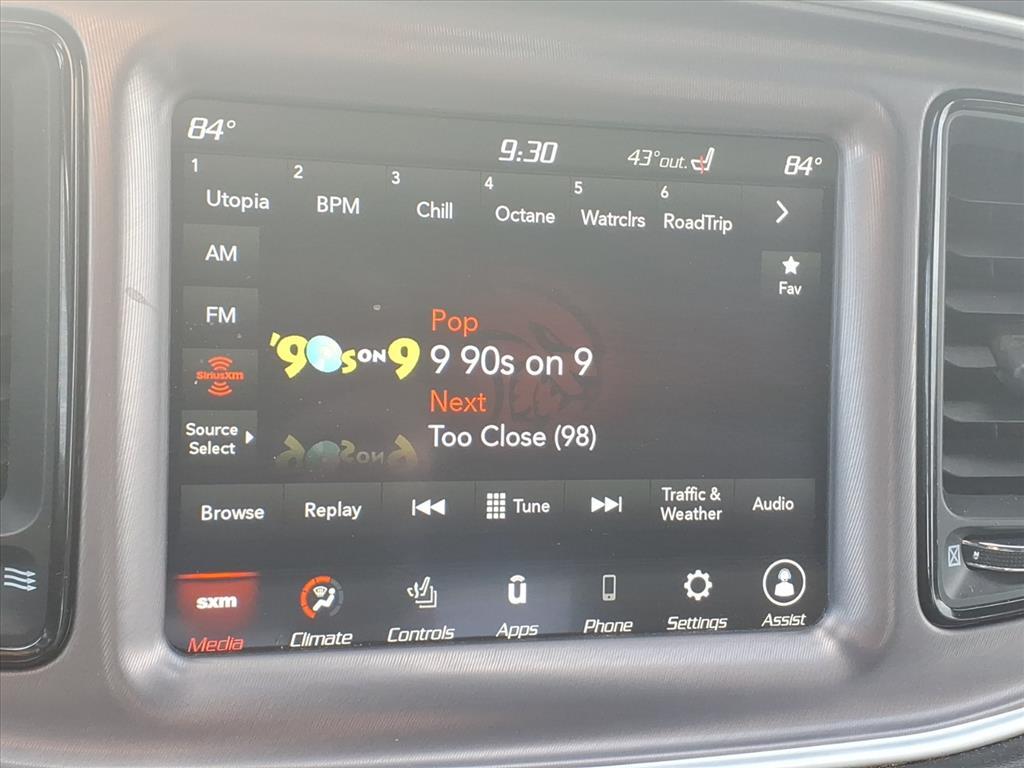 84°
9:30
43°out.
84°
1 Utopia
2 BPM
3 Chill
4 Octane
5 Watrclrs
6 RoadTrip
AM
Fav
FM
Pop
'90s ON 9
9 90s on 9
SiriusXM
Next
Source Select
Too Close (98)
Browse
Replay
Tune
Traffic & Weather
Audio
sxm
Media
Climate
Controls
Apps
Phone
Settings
Assist